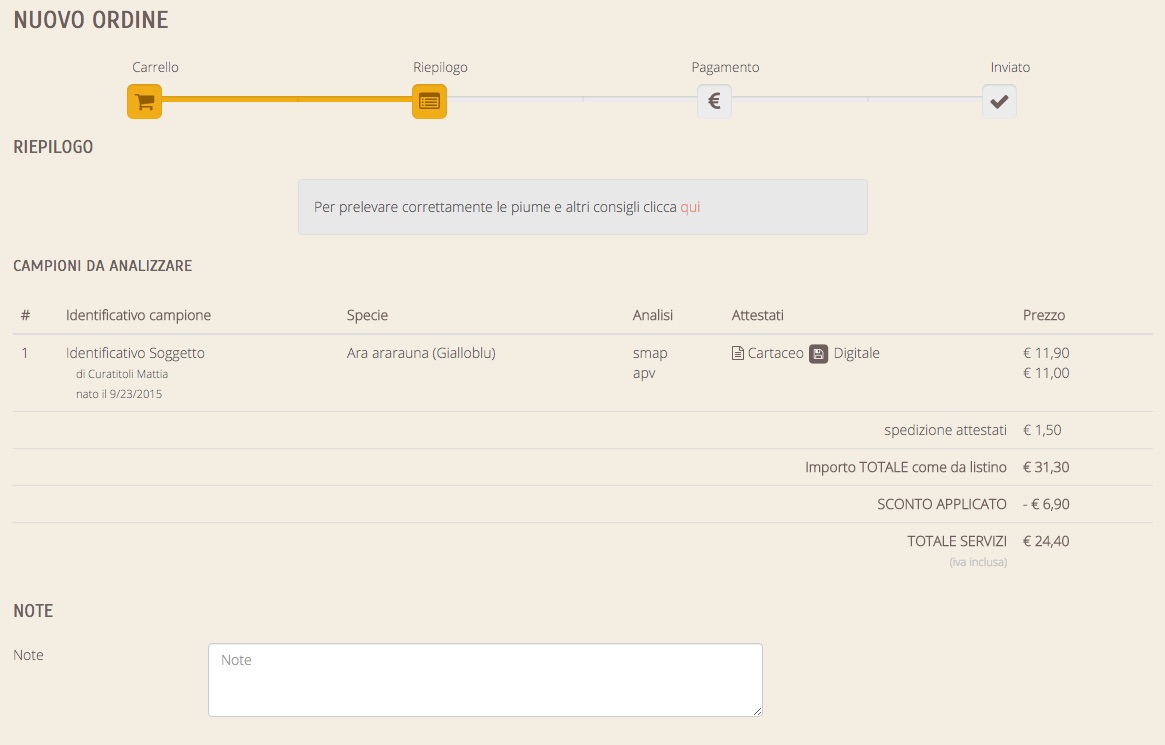 NUOVO ORDINE
Carrello Riepilogo Pagamento Inviato
€
RIEPILOGO
Per prelevare correttamente le piume e altri consigli clicca qui
CAMPIONI DA ANALIZZARE
# Identificativo campione Specie Analisi Attestati Prezzo
1 Identificativo Soggetto Ara ararauna (Gialloblu) smap Cartaceo Digitale € 11,90
di Curatitoli Mattia apv € 11,00
nato il 9/23/2015
spedizione attestati € 1,50
Importo TOTALE come da listino € 31,30
SCONTO APPLICATO - € 6,90
TOTALE SERVIZI € 24,40
(iva inclusa)
NOTE
Note Note